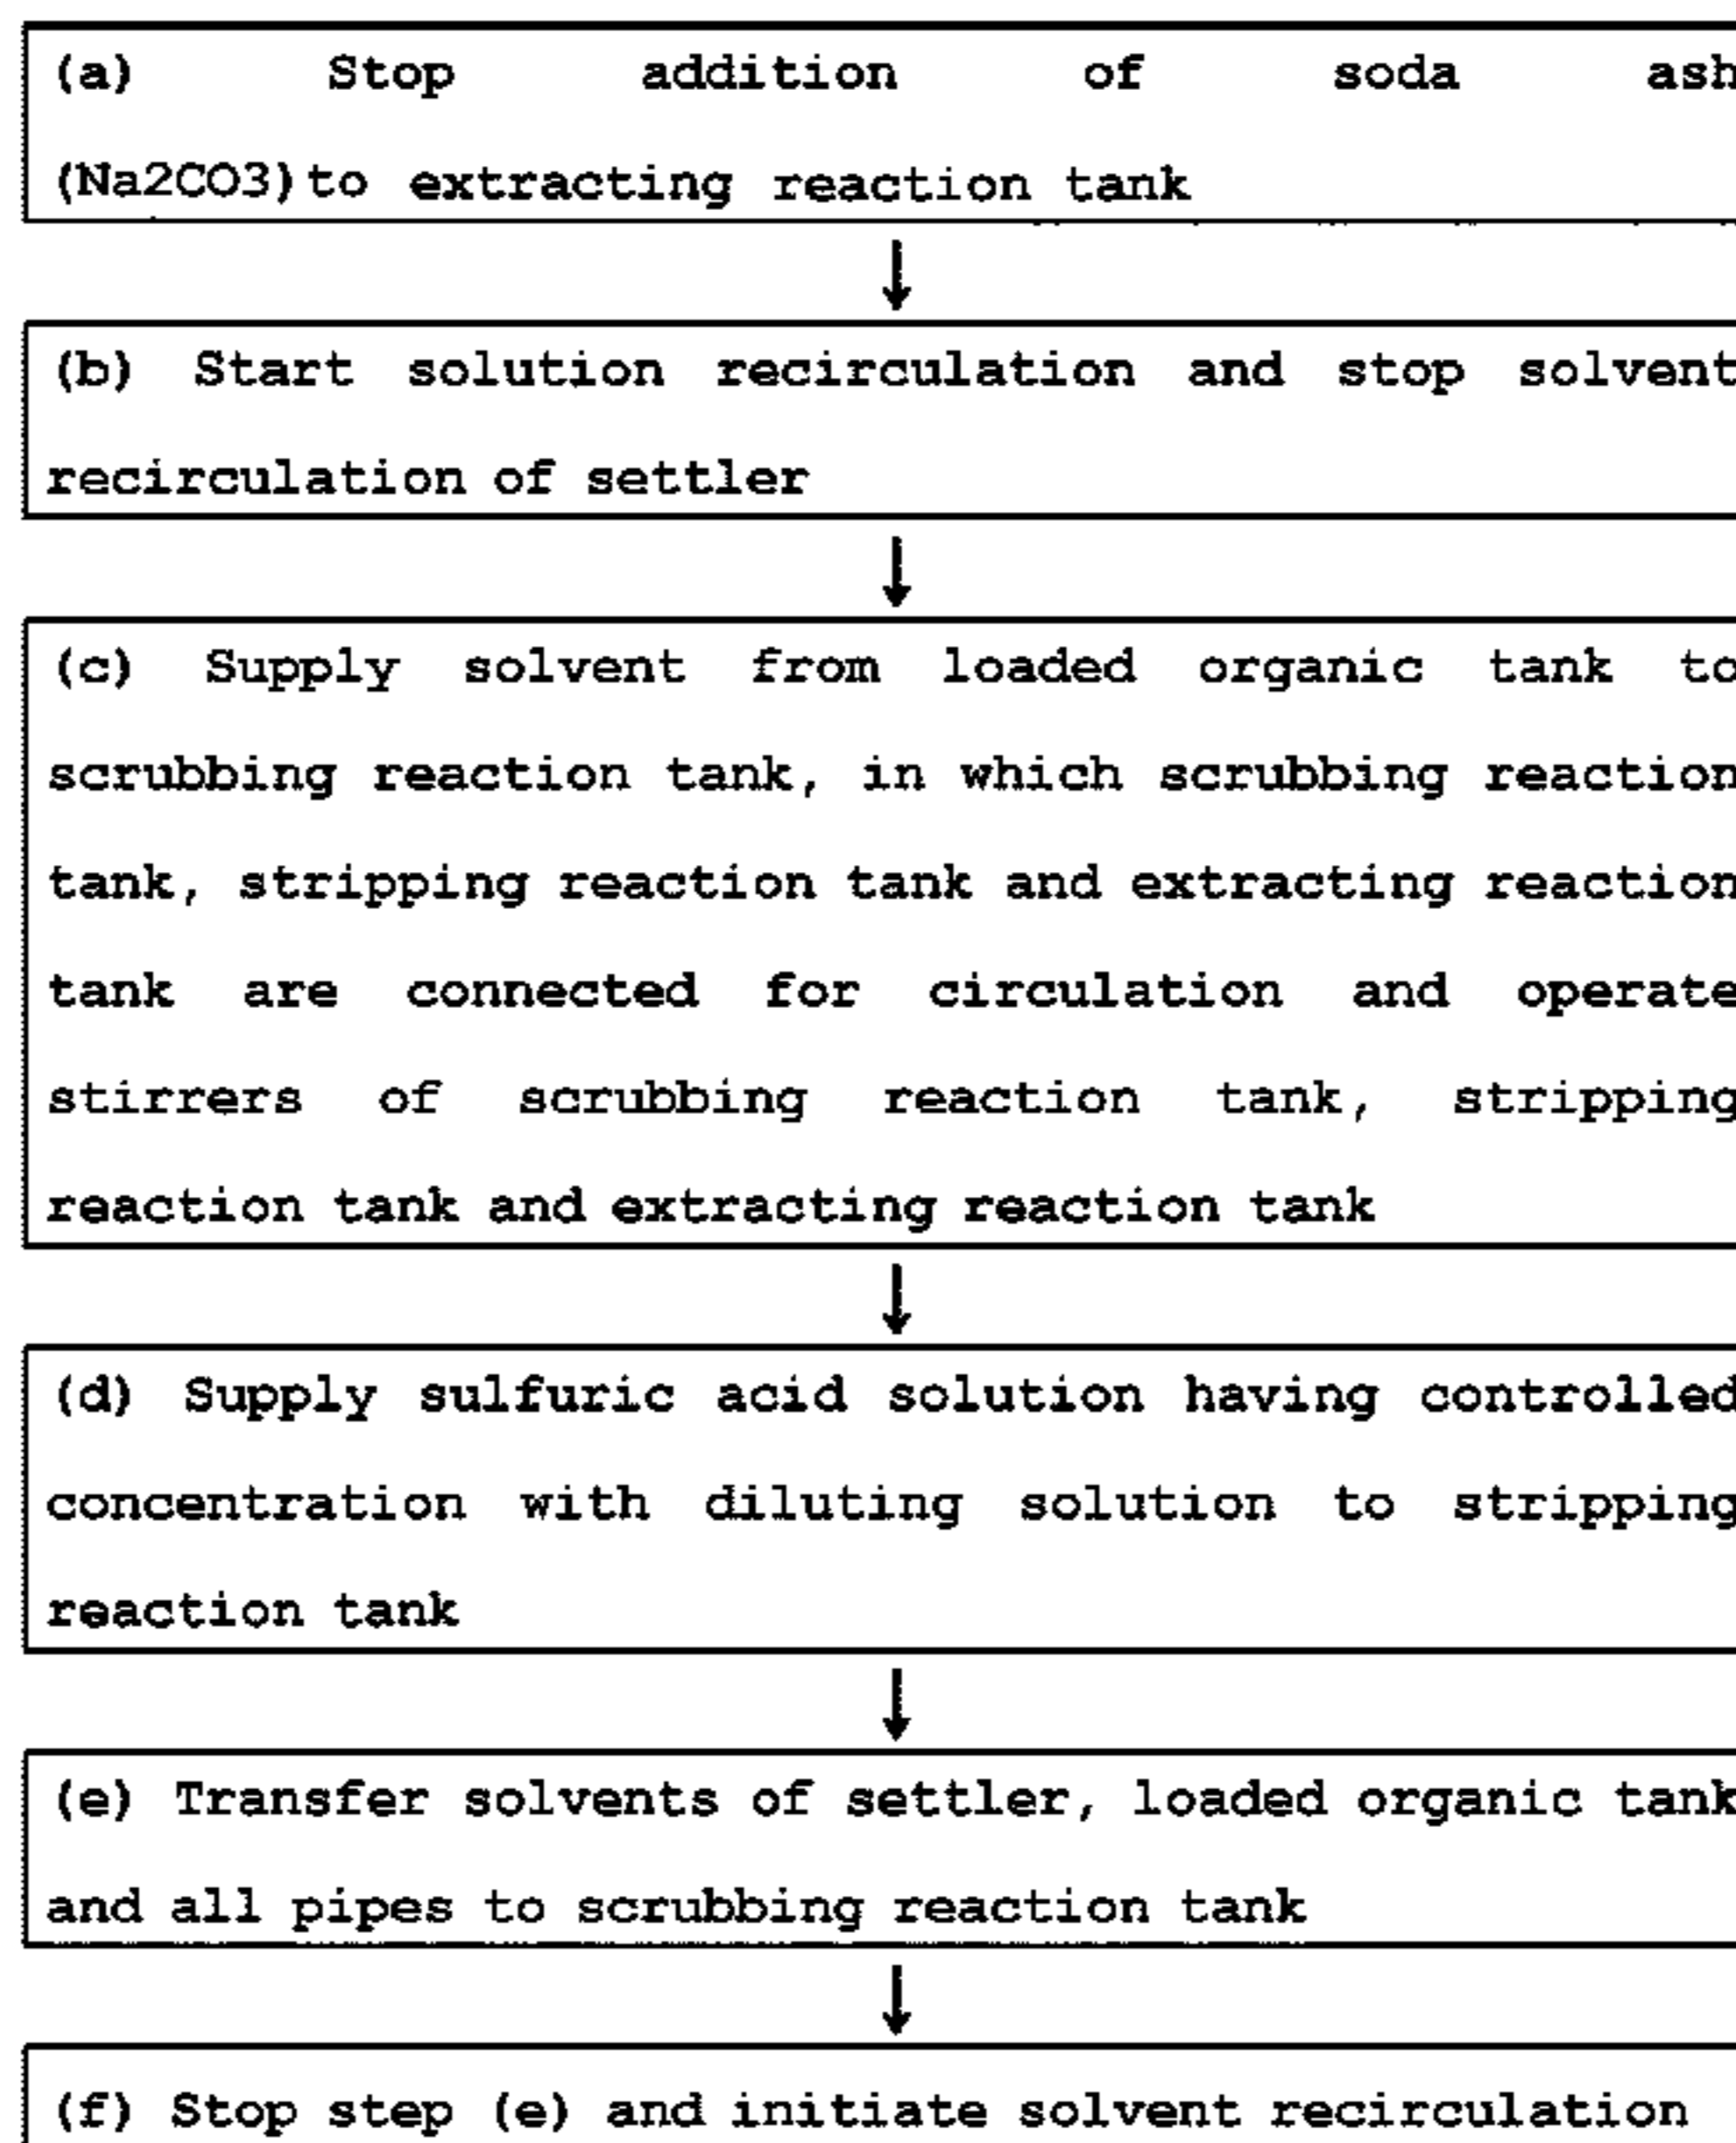 (a) Stop addition of soda ash
(Na2CO3)to extracting reaction tank
(b) Start solution recirculation and stop solvent
recirculation of settler
(c) Supply solvent from loaded organic tank to
scrubbing reaction tank, in which scrubbing reaction
tank, stripping reaction tank and extracting reaction
tank are connected for circulation and operate
stirrers of scrubbing reaction tank, stripping
reaction tank and extracting reaction tank
(d) Supply sulfuric acid solution having controlled
concentration with diluting solution to stripping
reaction tank
(e) Transfer solvents of settler, loaded organic tank
and all pipes to scrubbing reaction tank
(f) Stop step (e) and initiate solvent recirculation